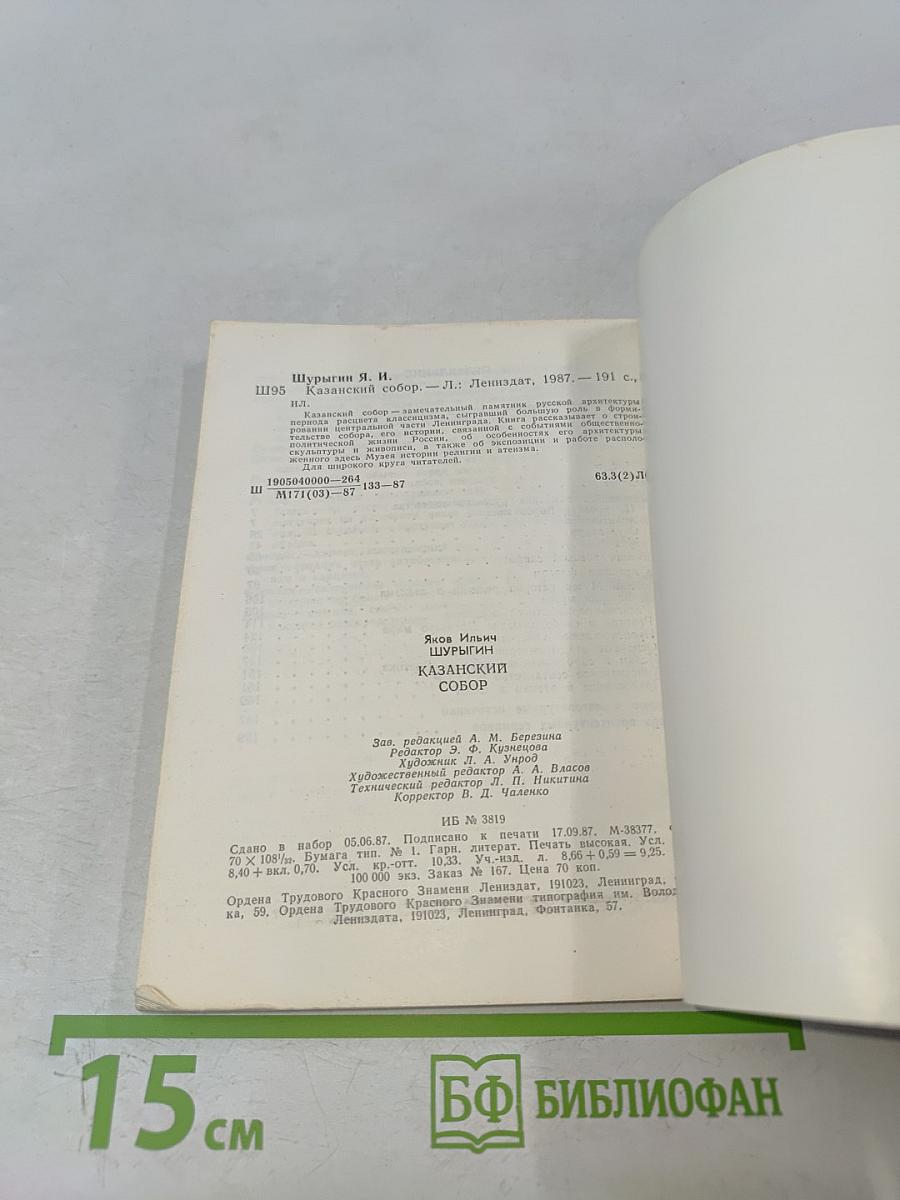 Шурыгин Я. И.
Ш95 Казанский собор. — Л.: Лениздат, 1987. — 191 с.,
ил.
Казанский собор — замечательный памятник русской архитектуры
периода расцвета классицизма, сыгравший большую роль в форми-
ровании центральной части Ленинграда. Книга рассказывает о строи-
тельстве собора, его истории, связанной с событиями общественно-
политической жизни России, об особенностях его архитектуры,
скульптуры и живописи, а также об экспозиции и работе располо-
женного здесь Музея истории религии и атеизма.
Для широкого круга читателей.
Ш 1905040000—264 133—87 63.3(2)Л
М171(03)—87
Яков Ильич
ШУРЫГИН
КАЗАНСКИЙ
СОБОР
Зав. редакцией А. М. Березина
Редактор Э. Ф. Кузнецова
Художник Л. А. Унрод
Художественный редактор А. А. Власов
Технический редактор Л. П. Никитина
Корректор В. Д. Чаленко
ИБ № 3819
Сдано в набор 05.06.87. Подписано к печати 17.09.87. М-38377.
70 × 108¹/₃₂. Бумага тип. № 1. Гарн. литерат. Печать высокая. Усл.
8,40 + вкл. 0,70. Усл. кр.-отт. 10,33. Уч.-изд. л. 8,66 + 0,59 = 9,25.
100 000 экз. Заказ № 167. Цена 70 коп.
Ордена Трудового Красного Знамени Лениздат, 191023, Ленинград,
ка, 59. Ордена Трудового Красного Знамени типография им. Волод
Лениздата, 191023, Ленинград, Фонтанка, 57.
15 см
БФ БИБЛИОФАН